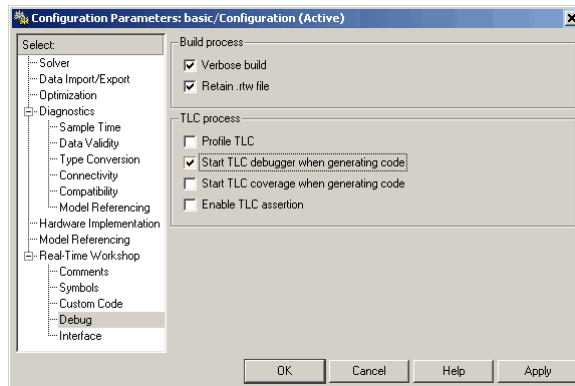 Configuration Parameters: basic/Configuration (Active)
Select:
Solver
Data Import/Export
Optimization
Diagnostics
Sample Time
Data Validity
Type Conversion
Connectivity
Compatibility
Model Referencing
Hardware Implementation
Model Referencing
Real-Time Workshop
Comments
Symbols
Custom Code
Debug
Interface
Build process
Verbose build
Retain .rtw file
TLC process
Profile TLC
Start TLC debugger when generating code
Start TLC coverage when generating code
Enable TLC assertion
OK
Cancel
Help
Apply